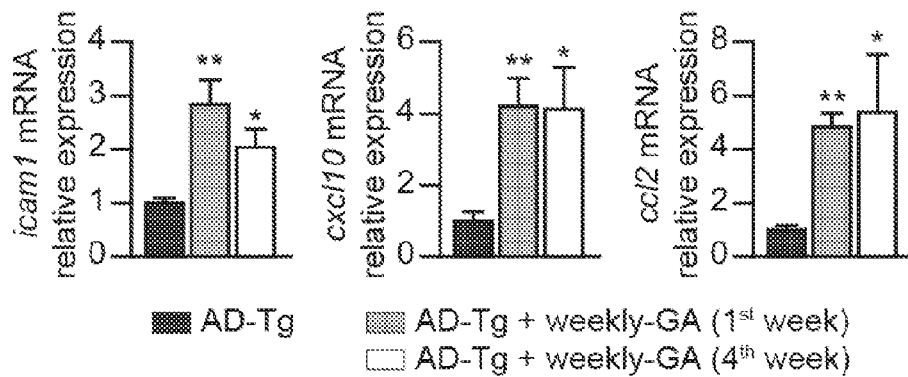 icam1 mRNA
relative expression
4
3
2
1
0
**
*
cxcl10 mRNA
relative expression
6
4
2
0
**
*
ccl2 mRNA
relative expression
8
6
4
2
0
**
*
AD-Tg
AD-Tg + weekly-GA (1st week)
AD-Tg + weekly-GA (4th week)